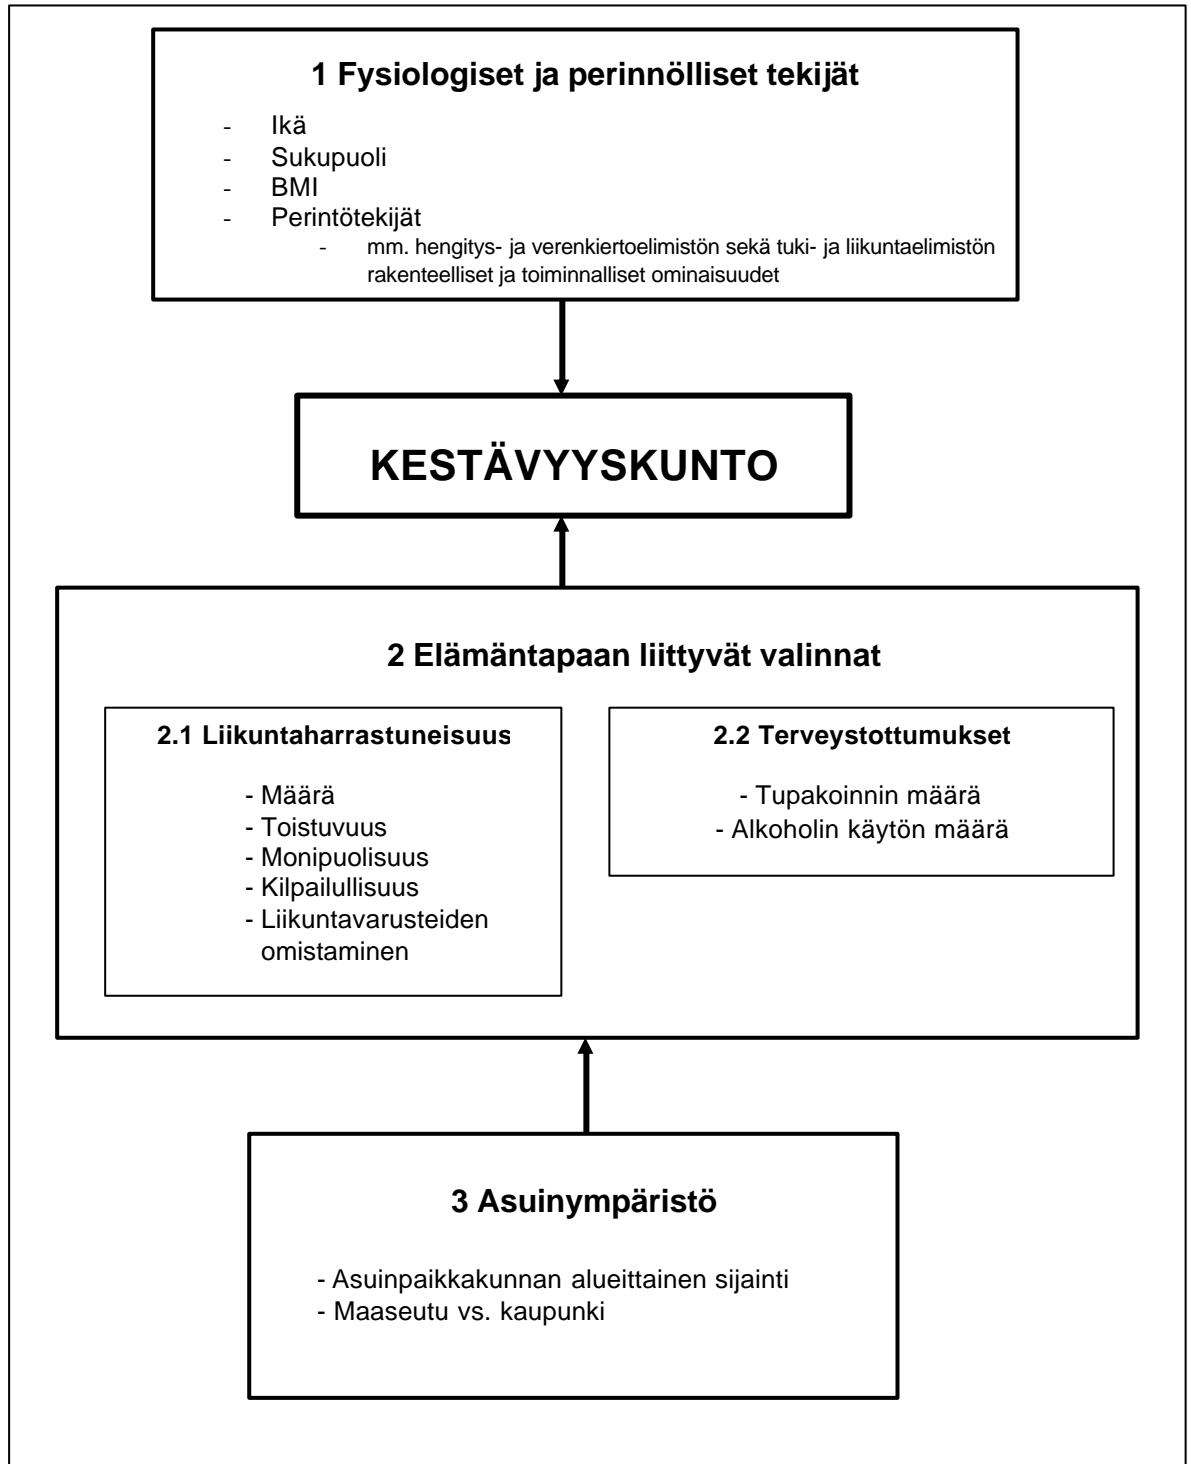 1 Fysiologiset ja perinnölliset tekijät
- Ikä
- Sukupuoli
- BMI
- Perintötekijät
- mm. hengitys- ja verenkiertoelimistön sekä tuki- ja liikuntaelimistön
rakenteelliset ja toiminnalliset ominaisuudet
KESTÄVYYSKUNTO
2 Elämäntapaan liittyvät valinnat
2.1 Liikuntaharrastuneisuus
- Määrä
- Toistuvuus
- Monipuolisuus
- Kilpailullisuus
- Liikuntavarusteiden
omistaminen
2.2 Terveystottumukset
- Tupakoinnin määrä
- Alkoholin käytön määrä
3 Asuinympäristö
- Asuinpaikkakunnan alueittainen sijainti
- Maaseutu vs. kaupunki